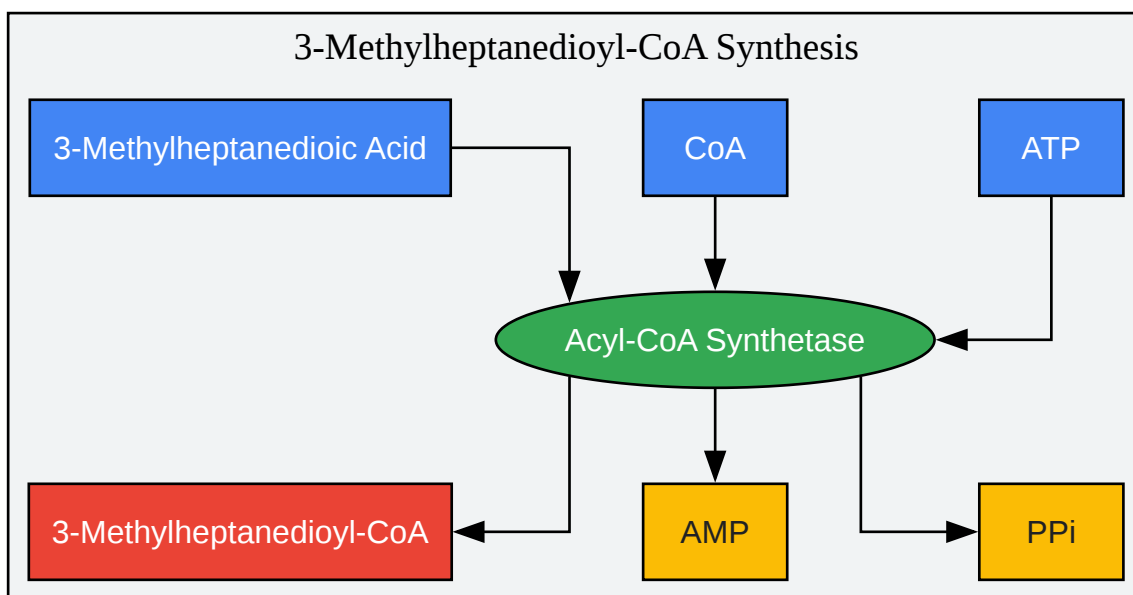 3-Methylheptanedioyl-CoA Synthesis
3-Methylheptanedioic Acid
CoA
ATP
Acyl-CoA Synthetase
3-Methylheptanedioyl-CoA
AMP
PPi